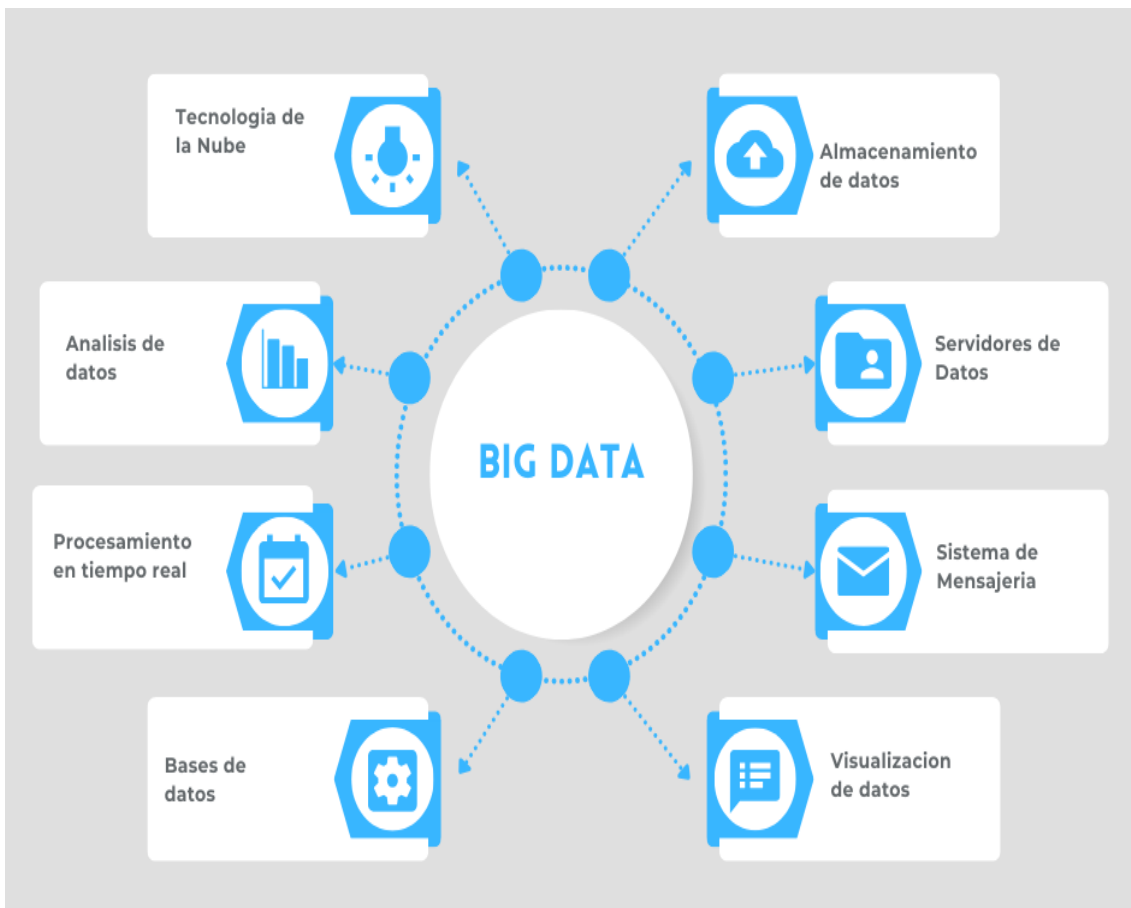 Tecnologia de
la Nube
Almacenamiento
de datos
Analisis de
datos
Servidores de
Datos
BIG DATA
Procesamiento
en tiempo real
Sistema de
Mensajeria
Bases de
datos
Visualizacion
de datos